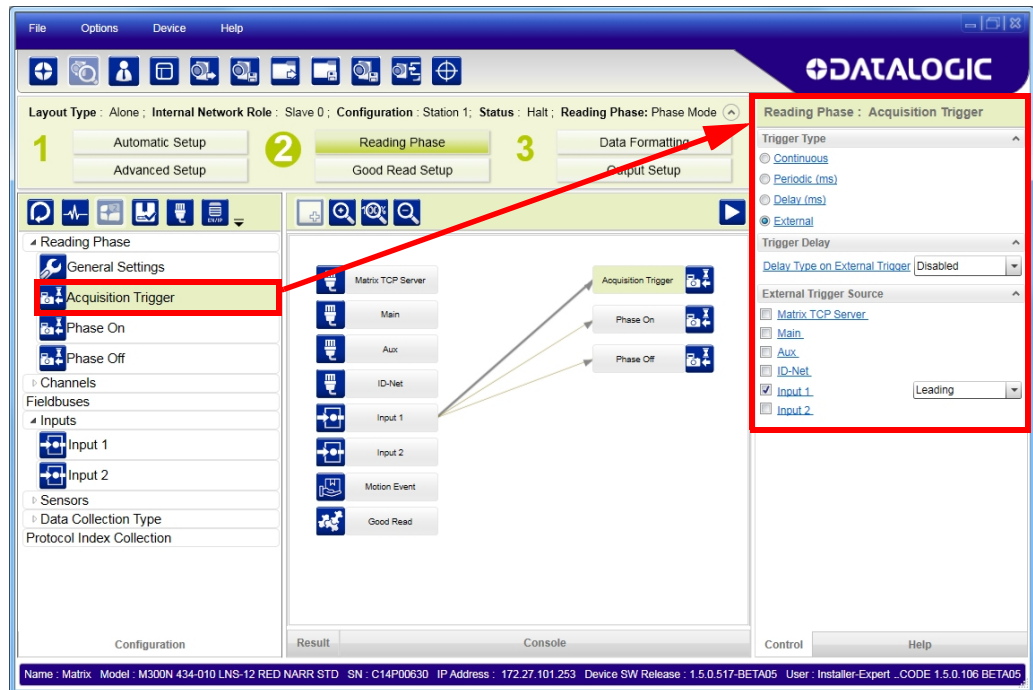 File Options Device Help
DATALOGIC
Layout Type : Alone ; Internal Network Role : Slave 0 ; Configuration : Station 1; Status : Halt ; Reading Phase: Phase Mode
1 Automatic Setup 2 Reading Phase 3 Data Formatting
Advanced Setup Good Read Setup Output Setup
Reading Phase
General Settings
Acquisition Trigger
Phase On
Phase Off
Channels
Fieldbuses
Inputs
Input 1
Input 2
Sensors
Data Collection Type
Protocol Index Collection
Configuration
100%
Matrix TCP Server
Main
Aux
ID-Net
Input 1
Input 2
Motion Event
Good Read
Acquisition Trigger
Phase On
Phase Off
Result Console
Reading Phase : Acquisition Trigger
Trigger Type
Continuous
Periodic (ms)
Delay (ms)
External
Trigger Delay
Delay Type on External Trigger Disabled
External Trigger Source
Matrix TCP Server
Main
Aux
ID-Net
Input 1 Leading
Input 2
Control Help
Name : Matrix Model : M300N 434-010 LNS-12 RED NARR STD SN : C14P00630 IP Address : 172.27.101.253 Device SW Release : 1.5.0.517-BETA05 User : Installer-Expert ..CODE 1.5.0.106 BETA05